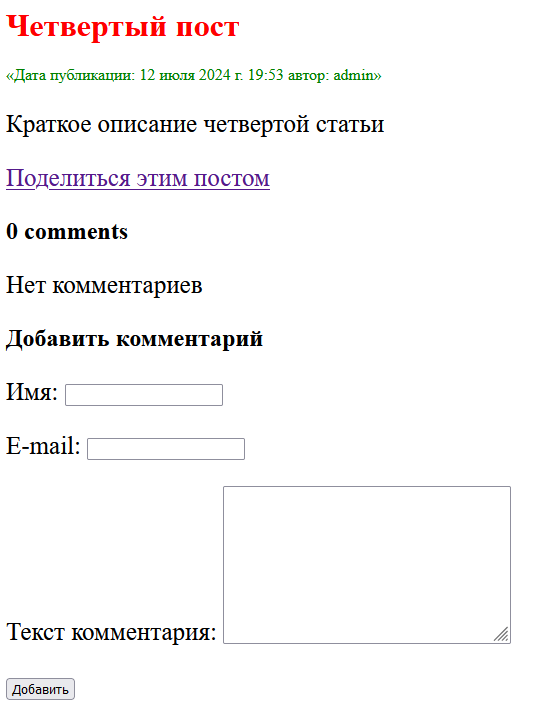 Четвертый пост
«Дата публикации: 12 июля 2024 г. 19:53 автор: admin»
Краткое описание четвертой статьи
Поделиться этим постом
0 comments
Нет комментариев
Добавить комментарий
Имя:
E-mail:
Текст комментария:
Добавить